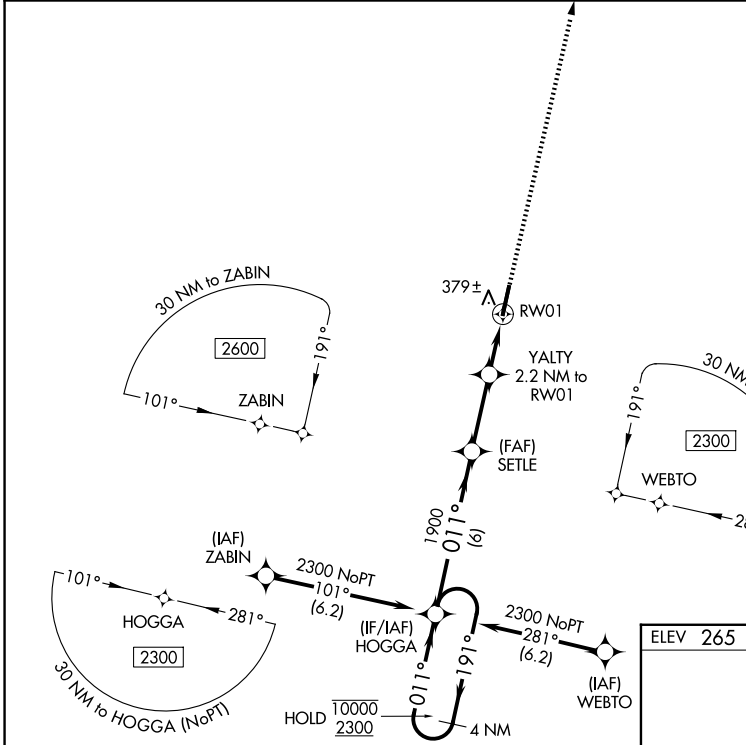 30 NM to ZABIN
2600
191°
101°
ZABIN
379±
RW01
YALTY
2.2 NM to
RW01
30 NM
191°
2300
WEBTO
28
(FAF)
SETLE
1900
011°
(6)
(IAF)
ZABIN
2300 NoPT
101°
(6.2)
(IF/IAF)
HOGGA
2300 NoPT
281°
(6.2)
(IAF)
WEBTO
101°
HOGGA
281°
2300
30 NM to HOGGA (NoPT)
011°
191°
HOLD
10000
2300
4 NM
ELEV 265